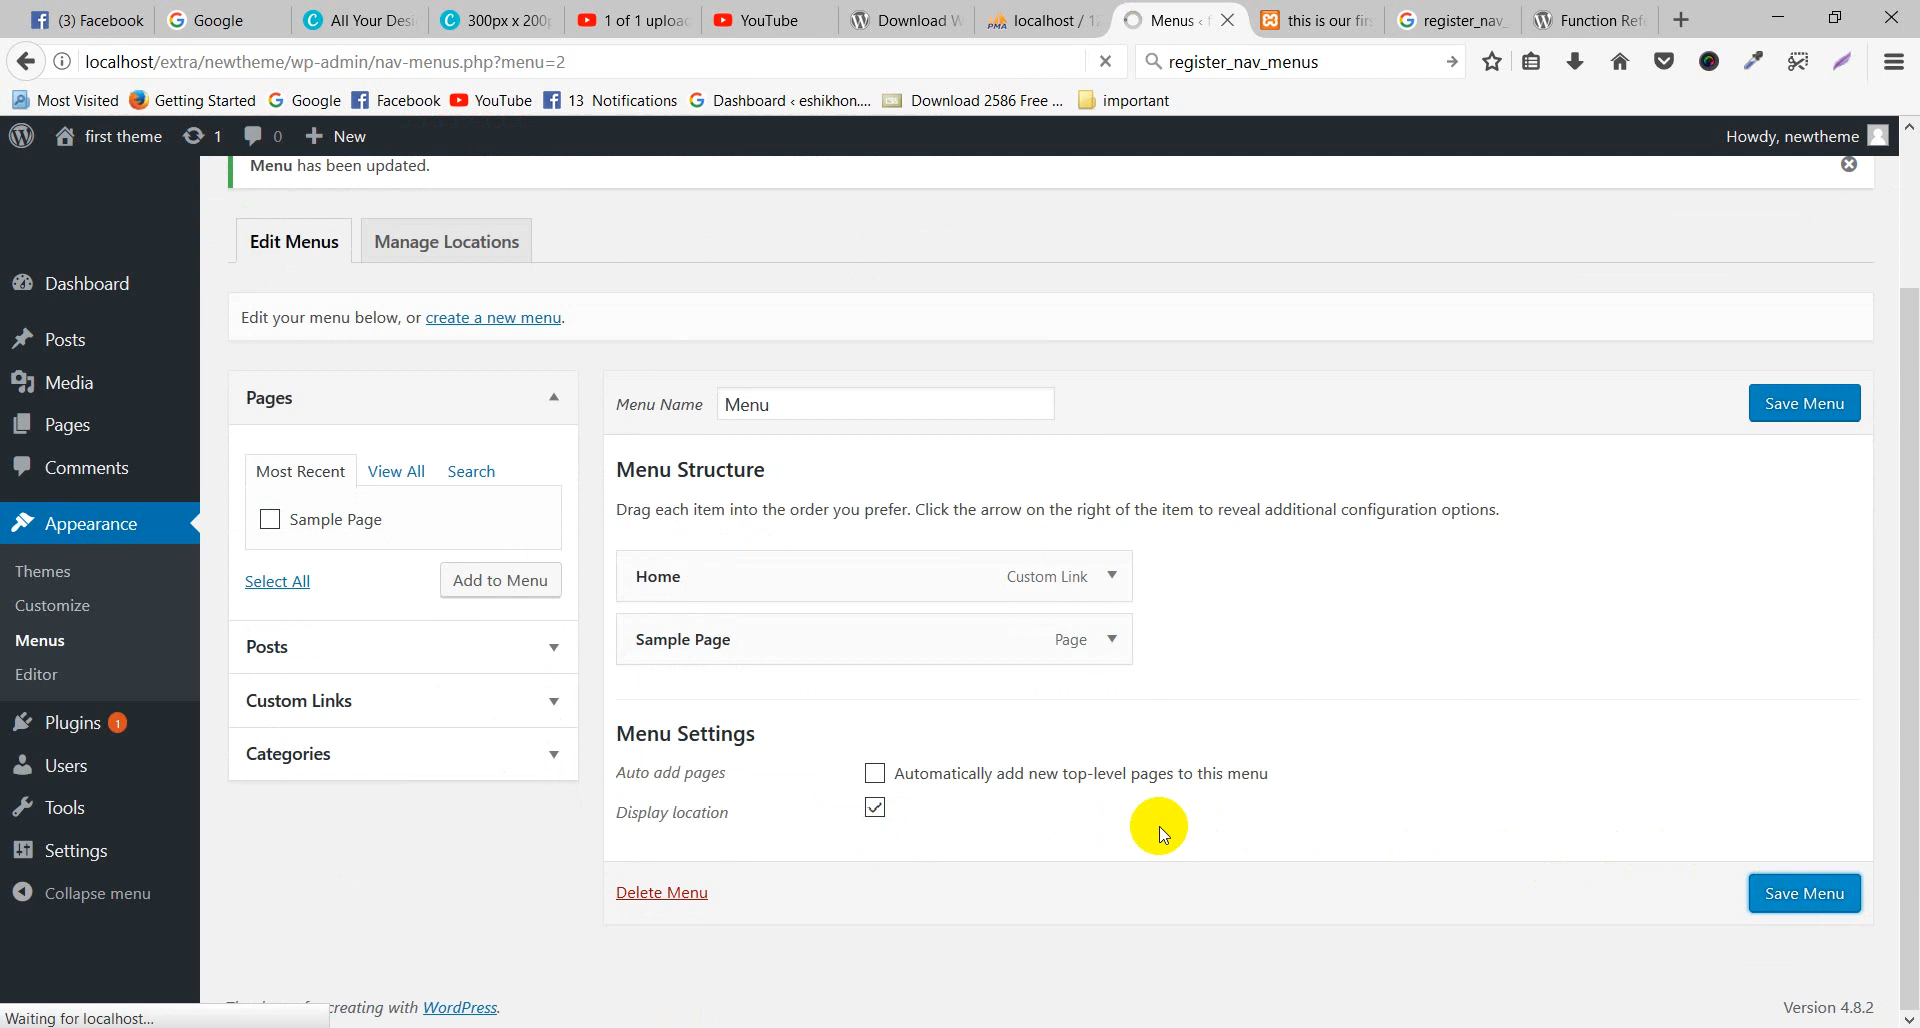 (3) Facebook
Google
All Your Desi
300px x 200p
1 of 1 uploa
YouTube
Download W
localhost / 12
Menus ‹ f
this is our firs
register_nav_
Function Refe
localhost/extra/newtheme/wp-admin/nav-menus.php?menu=2
register_nav_menus
Most Visited
Getting Started
Google
Facebook
YouTube
13 Notifications
Dashboard ‹ eshikhon....
Download 2586 Free ...
important
first theme
1
0
New
Howdy, newtheme
Menu has been updated.
Edit Menus
Manage Locations
Edit your menu below, or create a new menu.
Dashboard
Posts
Media
Pages
Comments
Appearance
Themes
Customize
Menus
Editor
Plugins 1
Users
Tools
Settings
Collapse menu
Pages
Most Recent
View All
Search
Sample Page
Select All
Add to Menu
Posts
Custom Links
Categories
Menu Name
Menu
Save Menu
Menu Structure
Drag each item into the order you prefer. Click the arrow on the right of the item to reveal additional configuration options.
Home
Custom Link
Sample Page
Page
Menu Settings
Auto add pages
Automatically add new top-level pages to this menu
Display location
Delete Menu
Save Menu
creating with WordPress.
Version 4.8.2
Waiting for localhost...